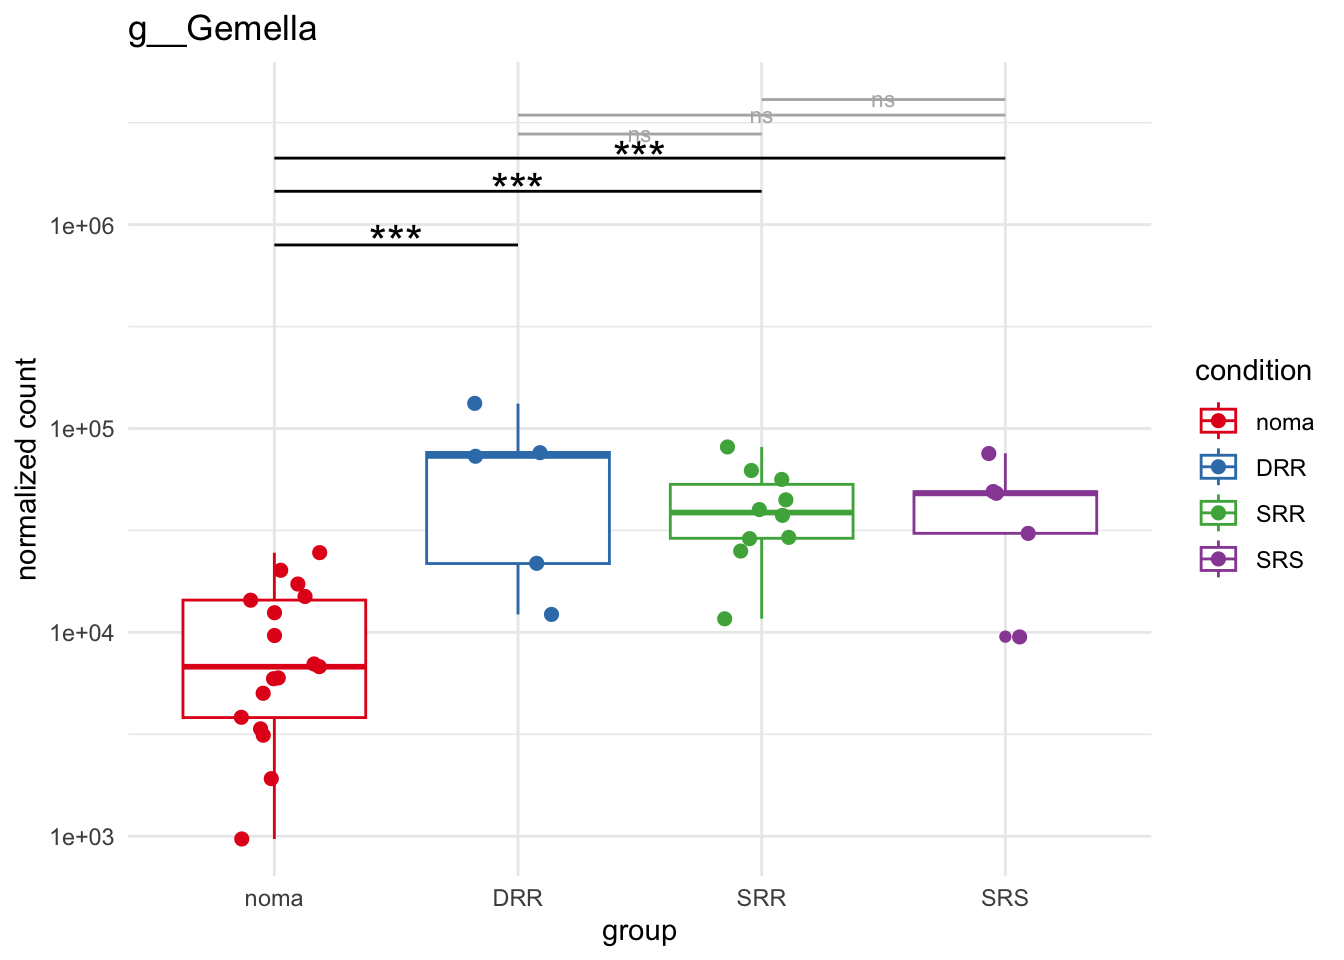 g__Gemella
ns
ns
ns
***
***
***
1e+06
1e+05
1e+04
1e+03
normalized count
noma DRR SRR SRS
group
condition
noma
DRR
SRR
SRS